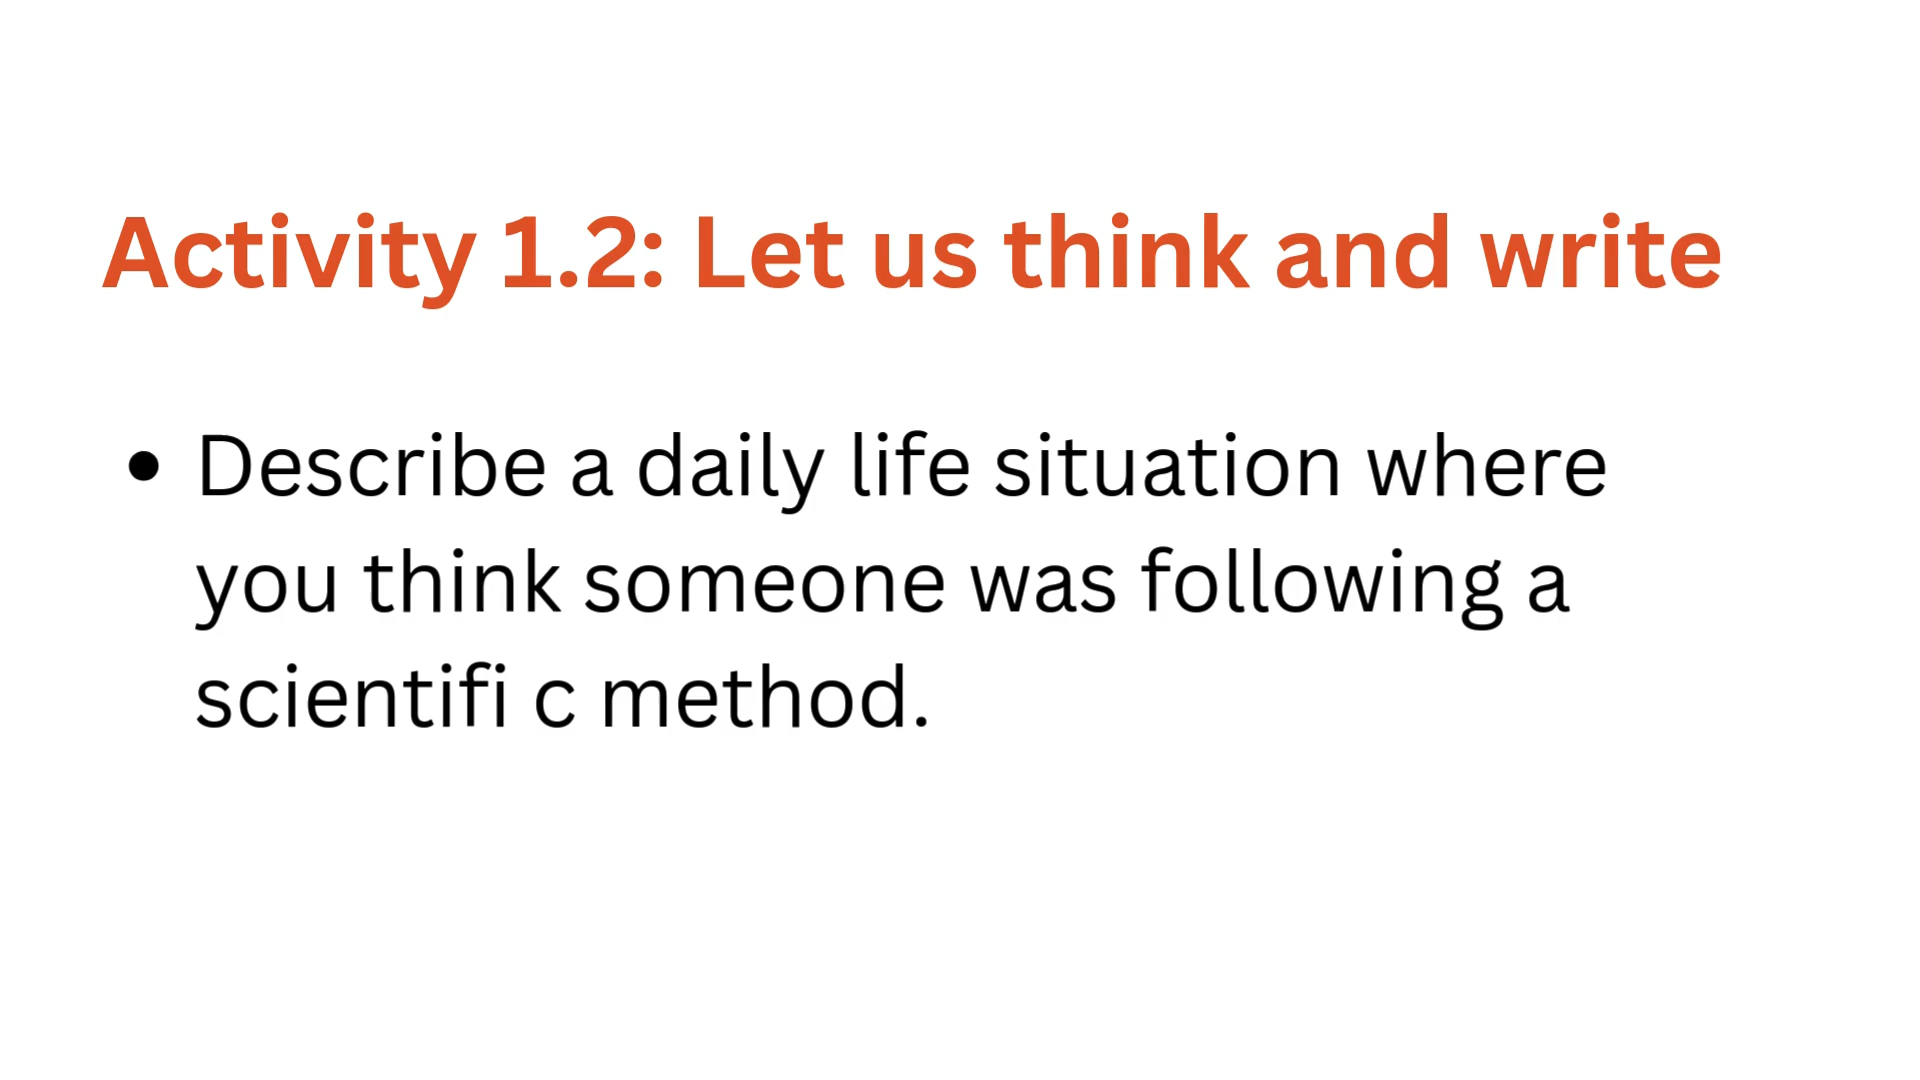 Activity 1.2: Let us think and write
• Describe a daily life situation where
you think someone was following a
scientifi c method.